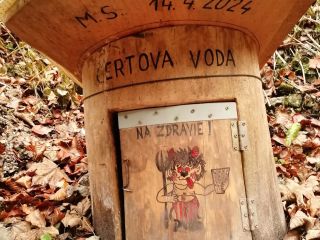 M.S. 14.4.2024
ČERTOVA VODA
NA ZDRAVIE!